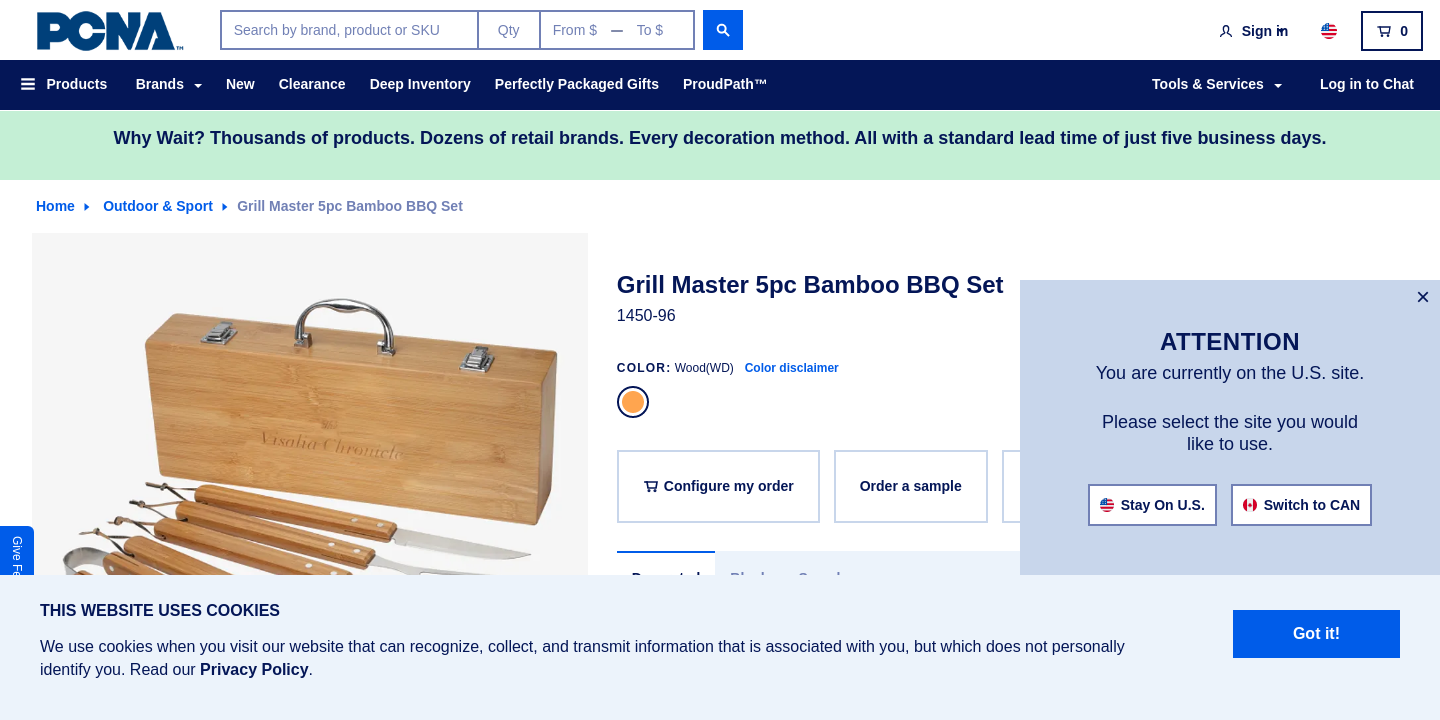 PCNA™
Search by brand, product or SKU
Qty
From $ — To $
Sign in
0
Products
Brands
New
Clearance
Deep Inventory
Perfectly Packaged Gifts
ProudPath™
Tools & Services
Log in to Chat
Why Wait? Thousands of products. Dozens of retail brands. Every decoration method. All with a standard lead time of just five business days.
Home
Outdoor & Sport
Grill Master 5pc Bamboo BBQ Set
Visalia Chronicle
Grill Master 5pc Bamboo BBQ Set
1450-96
COLOR: Wood(WD) Color disclaimer
Configure my order
Order a sample
×
ATTENTION
You are currently on the U.S. site.
Please select the site you would
like to use.
Stay On U.S.
Switch to CAN
Give
THIS WEBSITE USES COOKIES
We use cookies when you visit our website that can recognize, collect, and transmit information that is associated with you, but which does not personally
identify you. Read our Privacy Policy.
Got it!